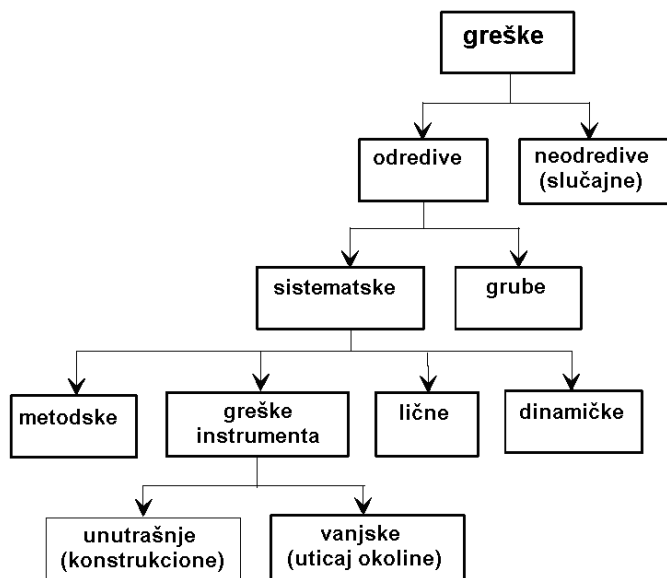 greške
odredive
neodredive
(slučajne)
sistematske
grube
metodske
greške
instrumenta
lične
dinamičke
unutrašnje
(konstrukcione)
vanjske
(uticaj okoline)